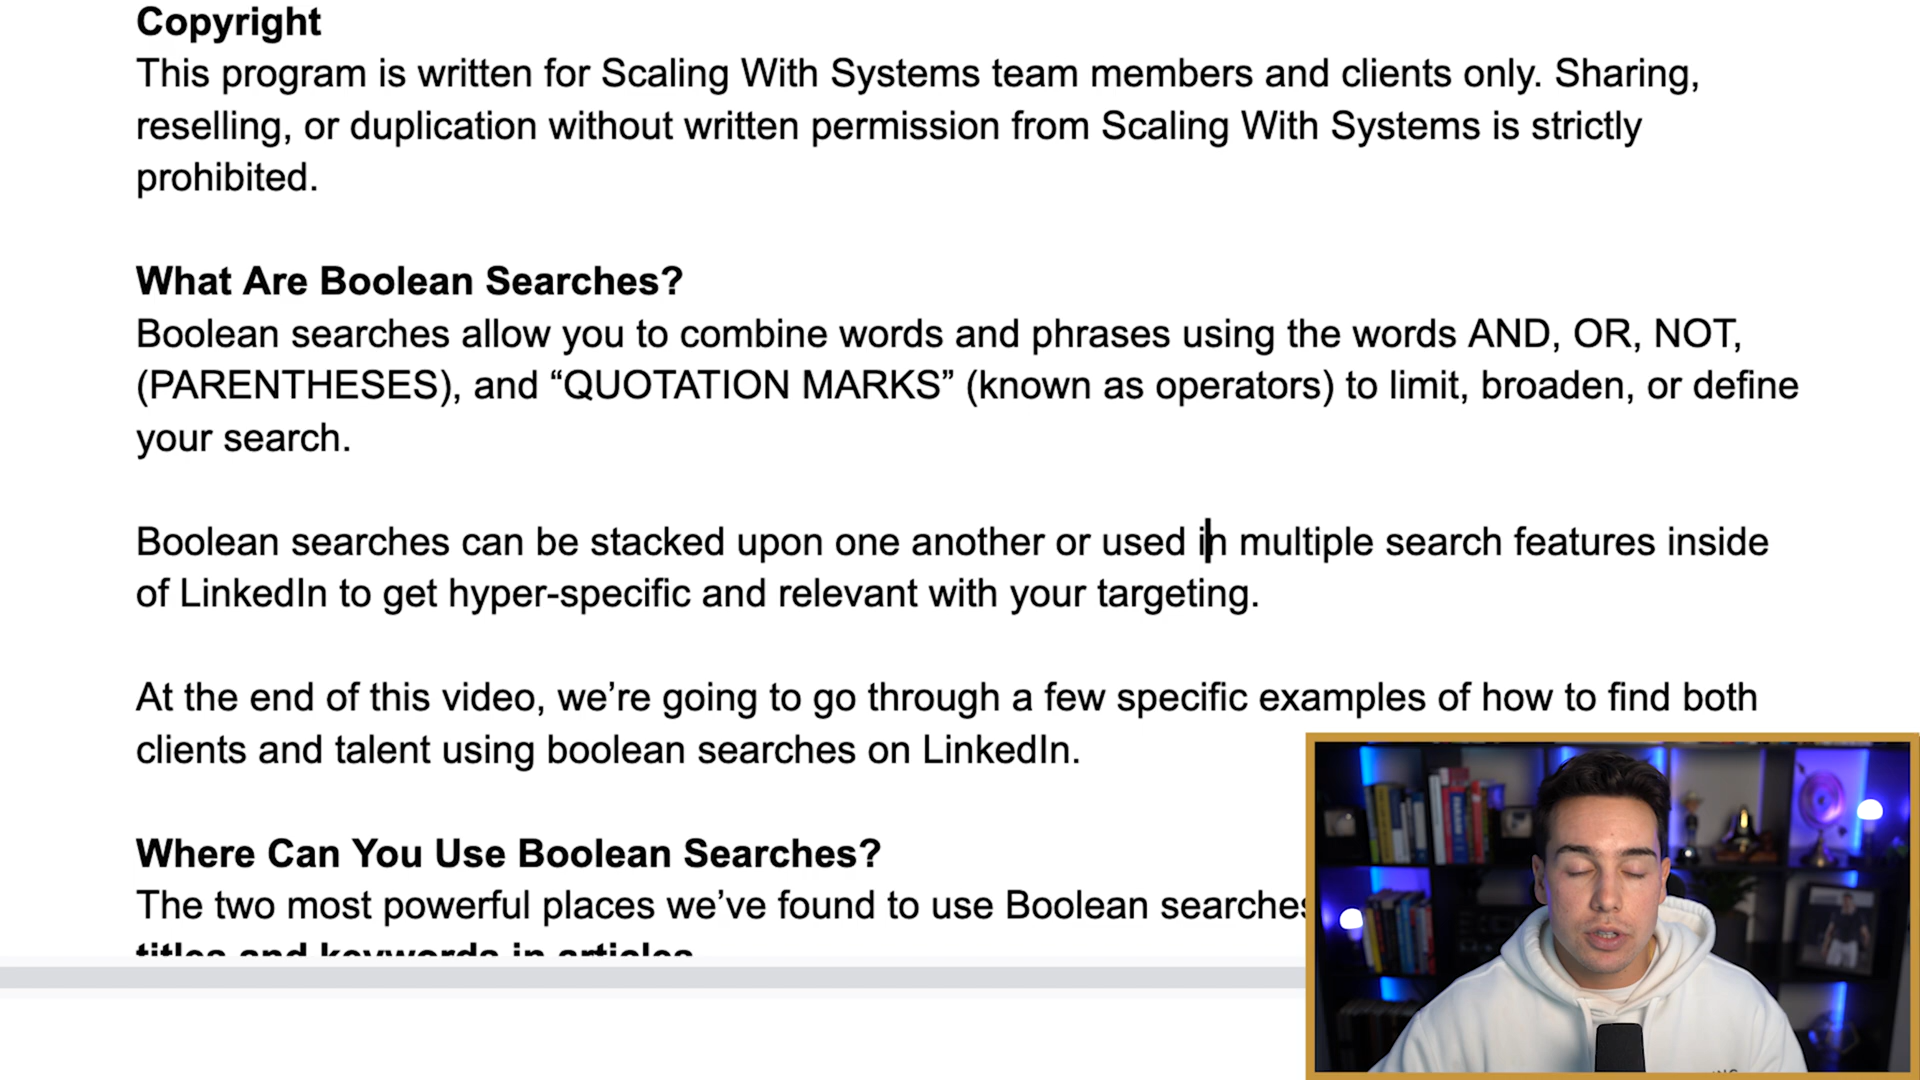 Copyright
This program is written for Scaling With Systems team members and clients only. Sharing,
reselling, or duplication without written permission from Scaling With Systems is strictly
prohibited.
What Are Boolean Searches?
Boolean searches allow you to combine words and phrases using the words AND, OR, NOT,
(PARENTHESES), and “QUOTATION MARKS” (known as operators) to limit, broaden, or define
your search.
Boolean searches can be stacked upon one another or used in multiple search features inside
of LinkedIn to get hyper-specific and relevant with your targeting.
At the end of this video, we’re going to go through a few specific examples of how to find both
clients and talent using boolean searches on LinkedIn.
Where Can You Use Boolean Searches?
The two most powerful places we’ve found to use Boolean searches
titles and keywords in articles